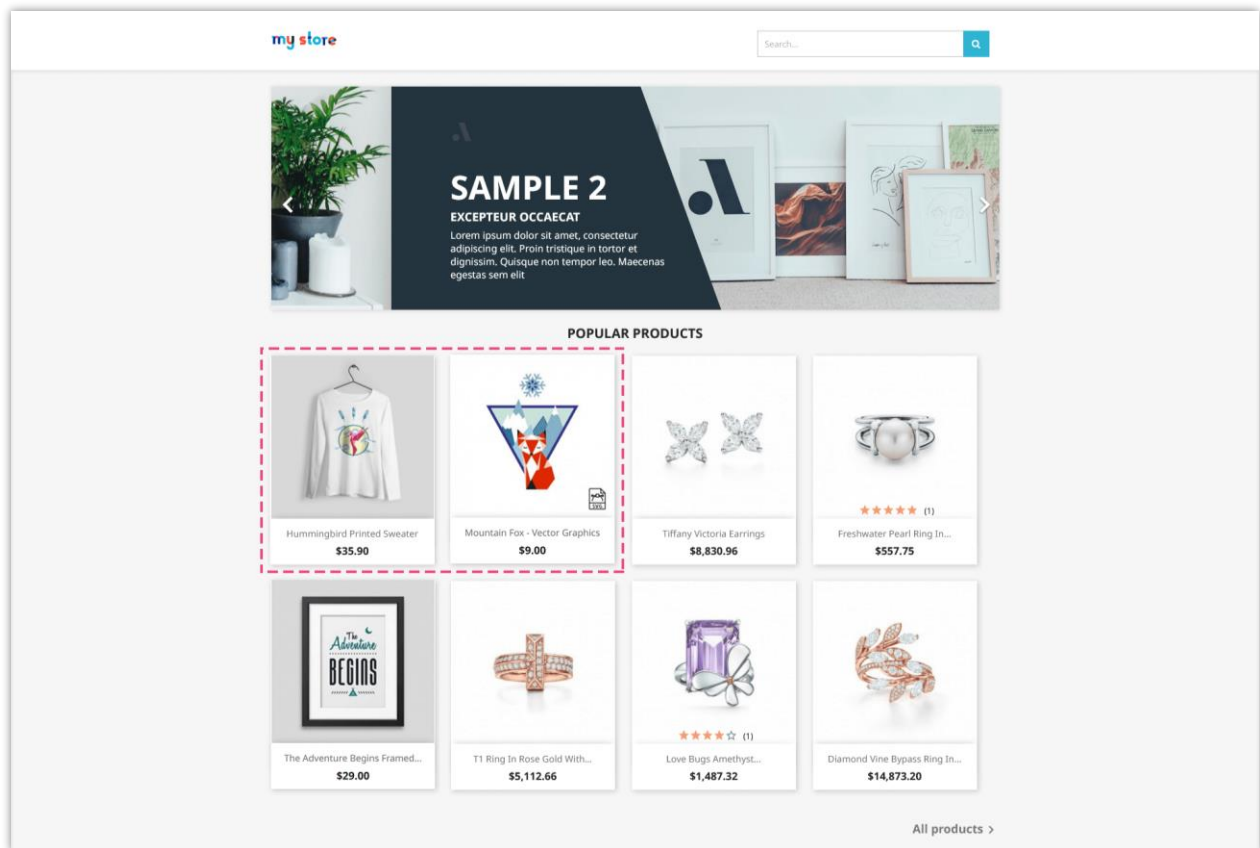 my store
Search...
SAMPLE 2
EXCEPTEUR OCCAECAT
Lorem ipsum dolor sit amet, consectetur
adipiscing elit. Proin tristique in tortor et
dignissim. Quisque non tempor leo. Maecenas
egestas sem elit
POPULAR PRODUCTS
SVG
Hummingbird Printed Sweater
$35.90
Mountain Fox - Vector Graphics
$9.00
Tiffany Victoria Earrings
$8,830.96
(1)
Freshwater Pearl Ring In...
$557.75
The
Adventure
BEGINS
The Adventure Begins Framed...
$29.00
T1 Ring In Rose Gold With...
$5,112.66
(1)
Love Bugs Amethyst...
$1,487.32
Diamond Vine Bypass Ring In...
$14,873.20
All products